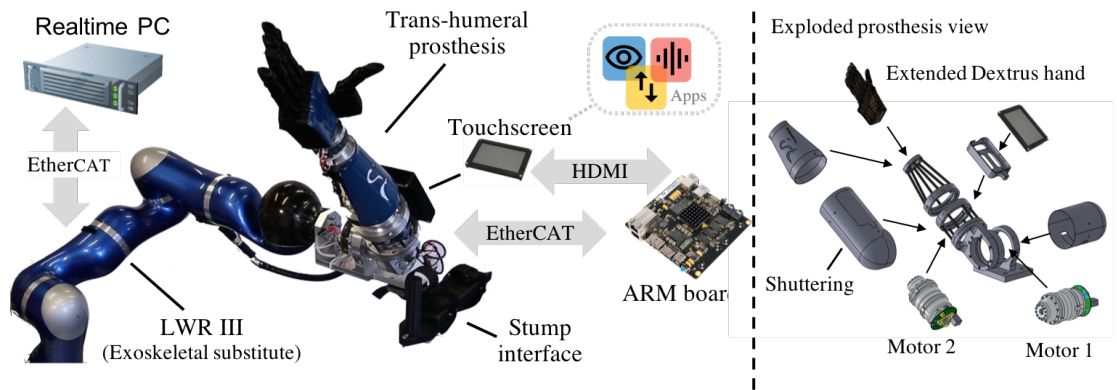 Realtime PC
EtherCAT
LWR III
(Exoskeletal substitute)
Trans-humeral
prosthesis
Touchscreen
Apps
HDMI
EtherCAT
ARM board
Stump
interface
Exploded prosthesis view
Extended Dextrus hand
Shuttering
Motor 2
Motor 1